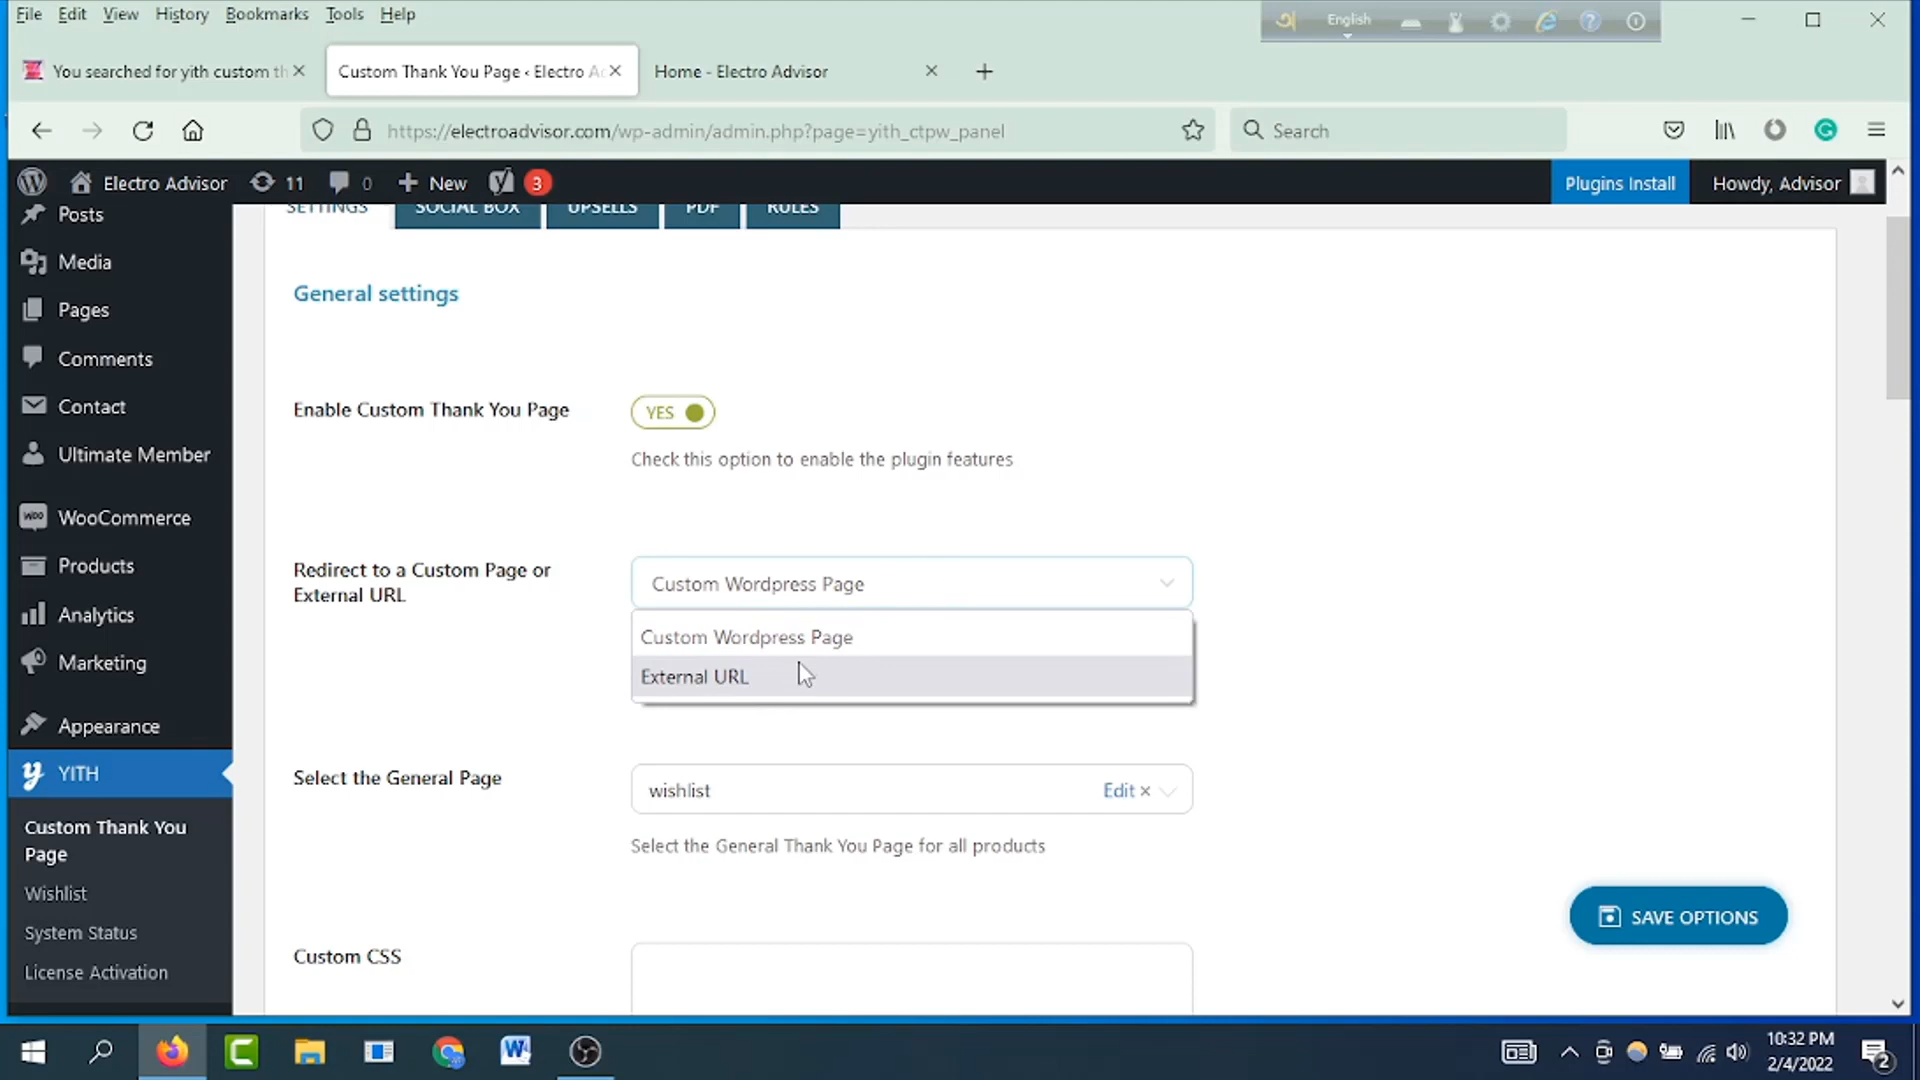 File Edit View History Bookmarks Tools Help
English
You searched for yith custom th
Custom Thank You Page ‹ Electro Ad
Home - Electro Advisor
https://electroadvisor.com/wp-admin/admin.php?page=yith_ctpw_panel
Search
Electro Advisor 11 0 New 3
Plugins Install
Howdy, Advisor
Posts
Media
Pages
Comments
Contact
Ultimate Member
WooCommerce
Products
Analytics
Marketing
Appearance
YITH
Custom Thank You
Page
Wishlist
System Status
License Activation
SETTINGS SOCIAL BOX UPSELLS PDF RULES
General settings
Enable Custom Thank You Page
YES
Check this option to enable the plugin features
Redirect to a Custom Page or
External URL
Custom Wordpress Page
Custom Wordpress Page
External URL
Select the General Page
wishlist
Edit ×
Select the General Thank You Page for all products
SAVE OPTIONS
Custom CSS
10:32 PM
2/4/2022
2